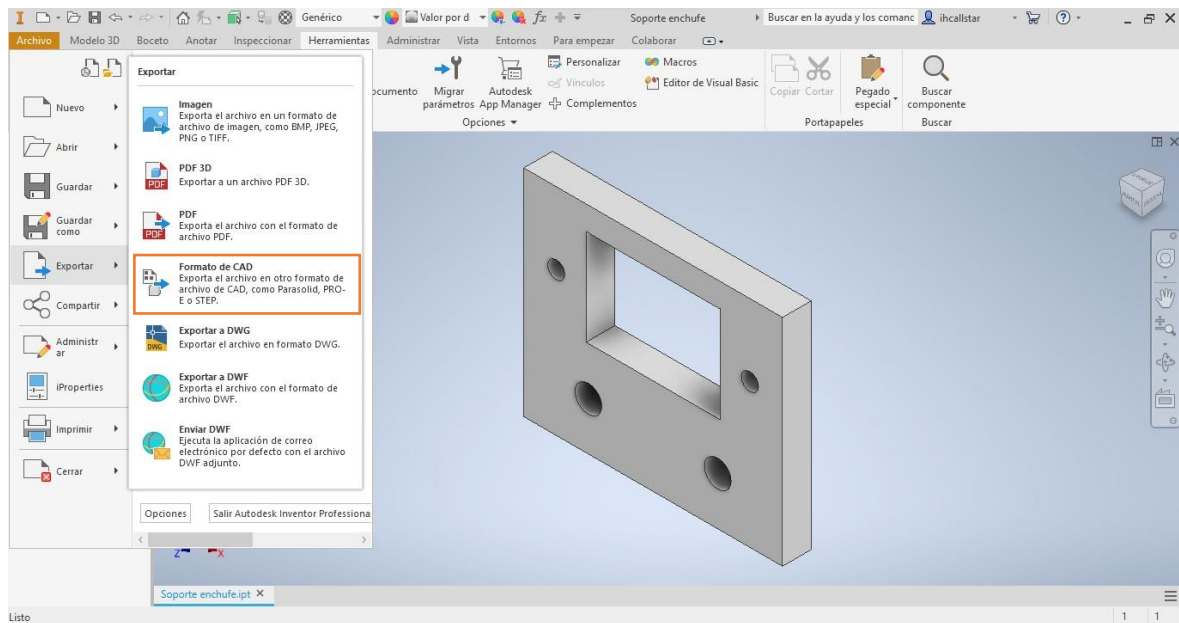 Genérico
Valor por d
Soporte enchufe
Buscar en la ayuda y los comanc
ihcallstar
Archivo
Modelo 3D
Boceto
Anotar
Inspeccionar
Herramientas
Administrar
Vista
Entornos
Para empezar
Colaborar
Exportar
Nuevo
Abrir
Guardar
Guardar
como
Exportar
Compartir
Administr
ar
iProperties
Imprimir
Cerrar
Imagen
Exporta el archivo en un formato de
archivo de imagen, como BMP, JPEG,
PNG o TIFF.
PDF
PDF 3D
Exportar a un archivo PDF 3D.
PDF
PDF
Exporta el archivo con el formato de
archivo PDF.
Formato de CAD
Exporta el archivo en otro formato de
archivo de CAD, como Parasolid, PRO-
E o STEP.
DWG
Exportar a DWG
Exportar el archivo en formato DWG.
Exportar a DWF
Exporta el archivo con el formato de
archivo DWF.
Enviar DWF
Ejecuta la aplicación de correo
electrónico por defecto con el archivo
DWF adjunto.
Opciones
Salir Autodesk Inventor Professiona
ocumento
Migrar
parámetros
Autodesk
App Manager
Personalizar
Vínculos
Complementos
Macros
Editor de Visual Basic
Opciones
Copiar
Cortar
Pegado
especial
Portapapeles
Buscar
componente
Buscar
Z
X
Soporte enchufe.ipt
Listo
1
1